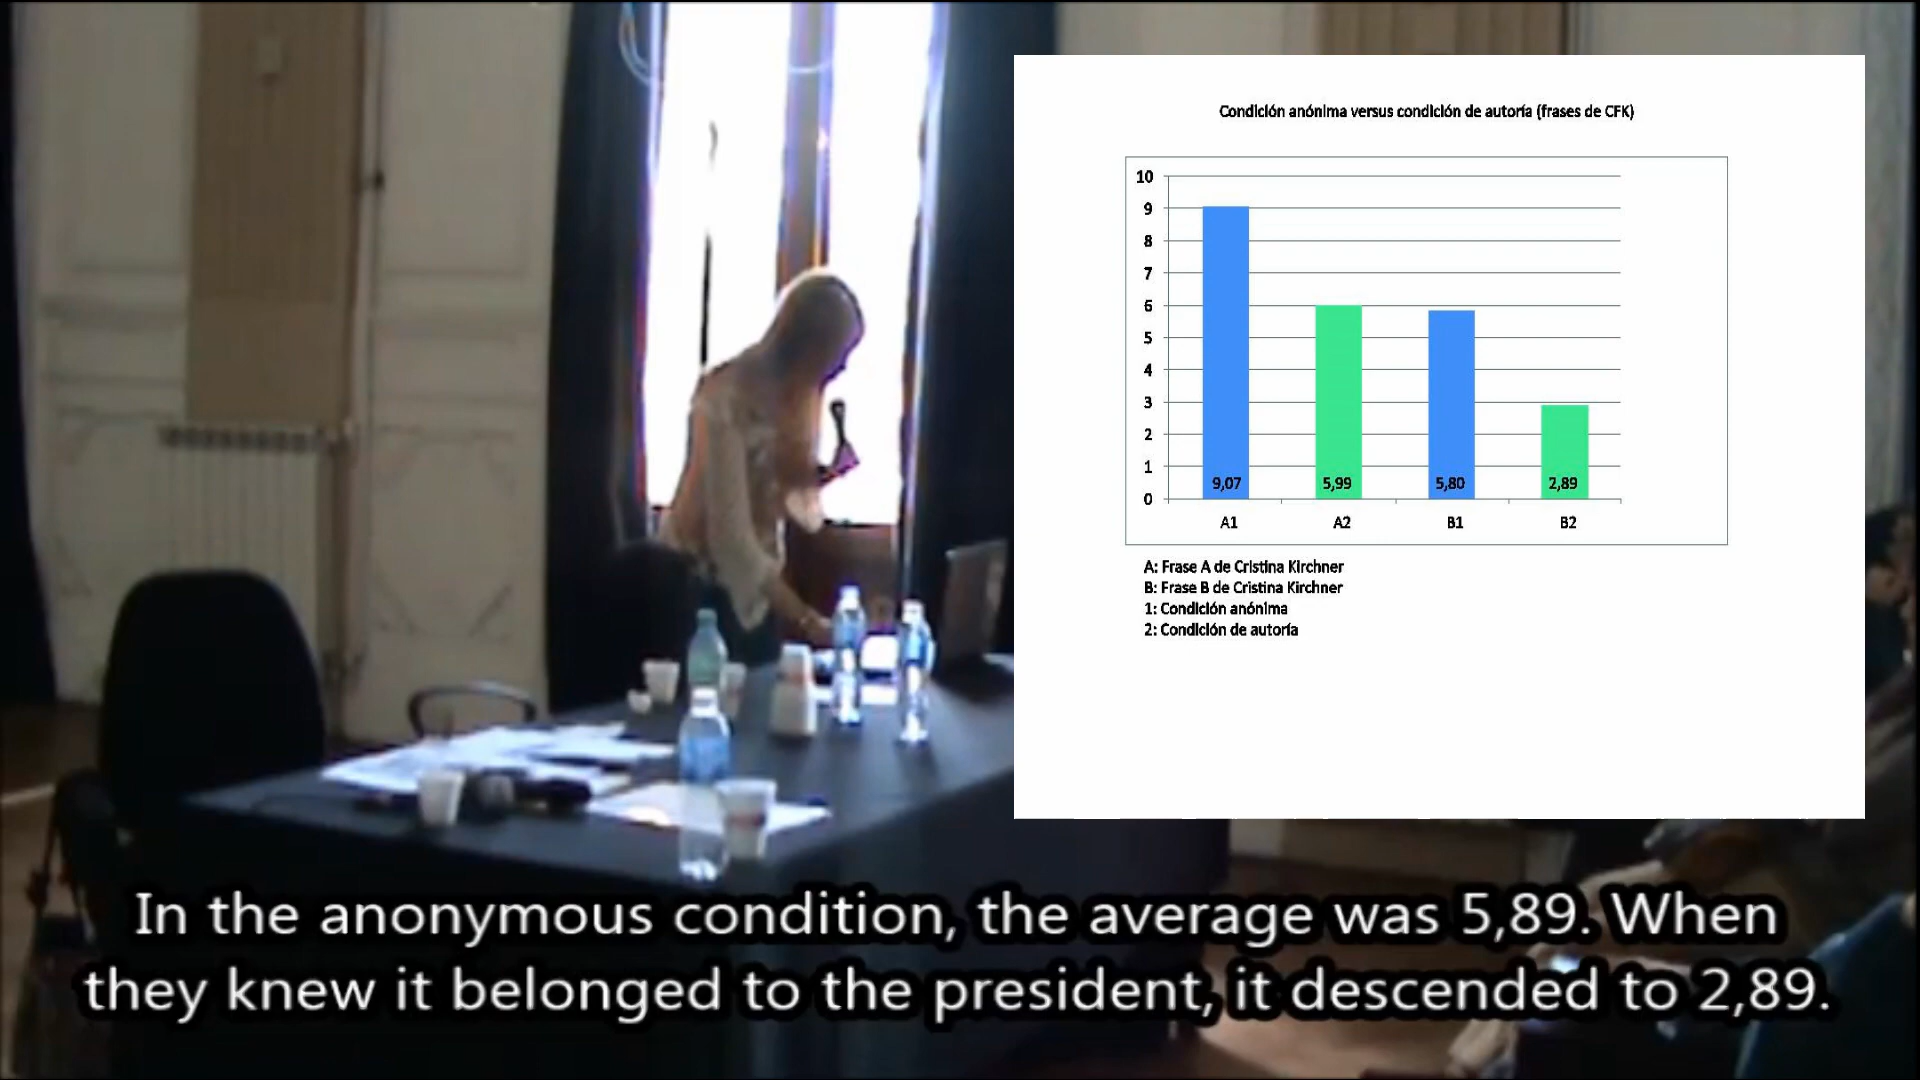 Condición anónima versus condición de autoría (frases de CFK)
10
9
8
7
6
5
4
3
2
1
0
9,07
5,99
5,80
2,89
A1
A2
B1
B2
A: Frase A de Cristina Kirchner
B: Frase B de Cristina Kirchner
1: Condición anónima
2: Condición de autoría
In the anonymous condition, the average was 5,89. When
they knew it belonged to the president, it descended to 2,89.